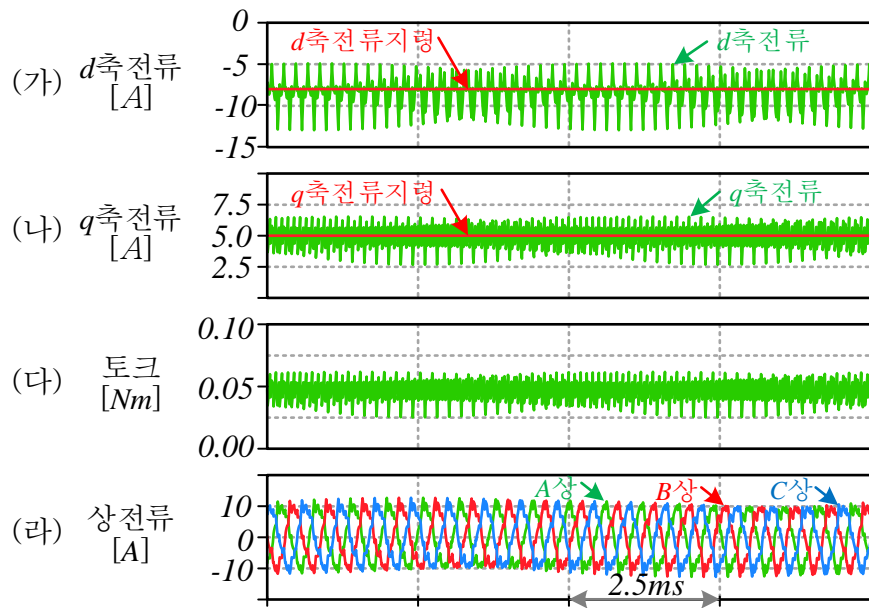 (가) d축전류
[A]
0
-5
-10
-15
d축전류지령
d축전류
(나) q축전류
[A]
7.5
5.0
2.5
q축전류지령
q축전류
(다) 토크
[Nm]
0.10
0.05
0.00
(라) 상전류
[A]
10
0
-10
A상
B상
C상
2.5ms